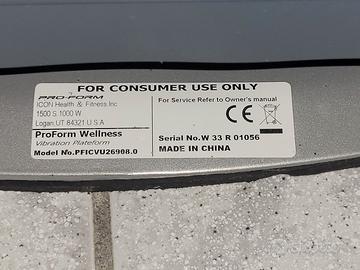 FOR CONSUMER USE ONLY
PRO-FORM
ICON Health & Fitness.Inc
1500 S.1000 W
Logan,UT 84321 U.S.A
For Service Refer to Owner's manual
CE
ProForm Wellness
Vibration Plateform
Model No.PFICVU26908.0
Serial No.W 33 R 01056
MADE IN CHINA